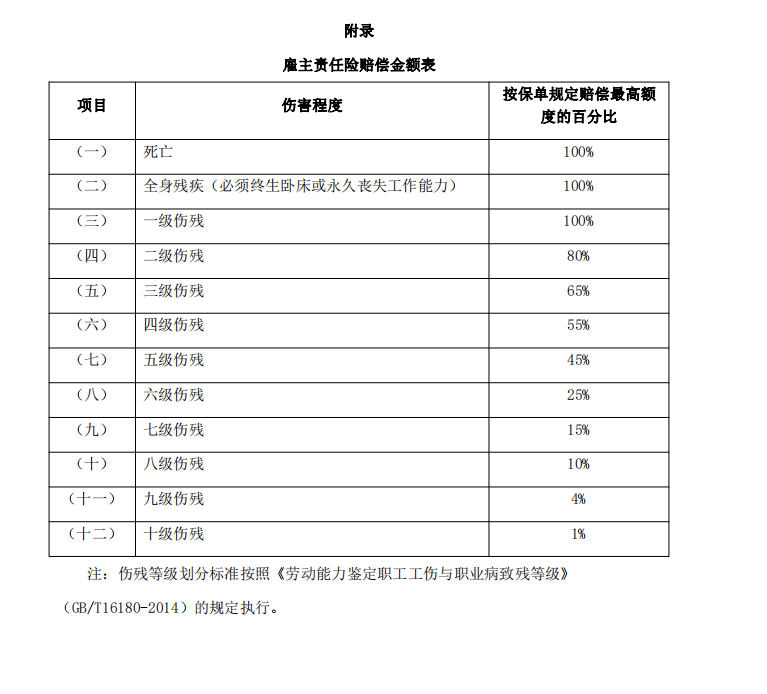 附录
雇主责任险赔偿金额表
项目 伤害程度 按保单规定赔偿最高额
度的百分比
（一） 死亡 100%
（二） 全身残疾（必须终生卧床或永久丧失工作能力） 100%
（三） 一级伤残 100%
（四） 二级伤残 80%
（五） 三级伤残 65%
（六） 四级伤残 55%
（七） 五级伤残 45%
（八） 六级伤残 25%
（九） 七级伤残 15%
（十） 八级伤残 10%
（十一） 九级伤残 4%
（十二） 十级伤残 1%
注：伤残等级划分标准按照《劳动能力鉴定职工工伤与职业病致残等级》
（GB/T16180-2014）的规定执行。